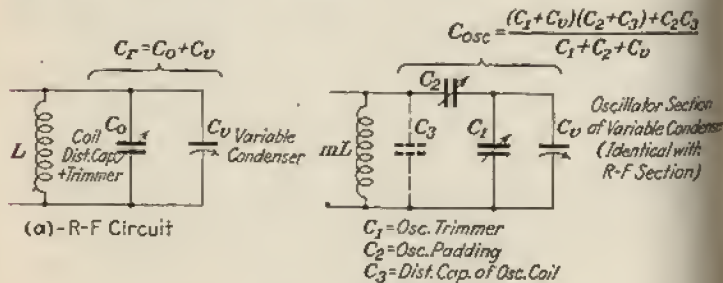 C_r=C_0+C_v
C_osc=(C_1+C_v)(C_2+C_3)+C_2C_3
C_1+C_2+C_v
L
Coil
Dist.Cap.
+Trimmer
C_0
C_v Variable
Condenser
(a)-R-F Circuit
mL
C_3
C_2
C_1
C_v
Oscillator Section
of Variable Condense
(Identical with
R-F Section)
C_1=Osc. Trimmer
C_2=Osc. Padding
C_3=Dist. Cap. of Osc. Coil